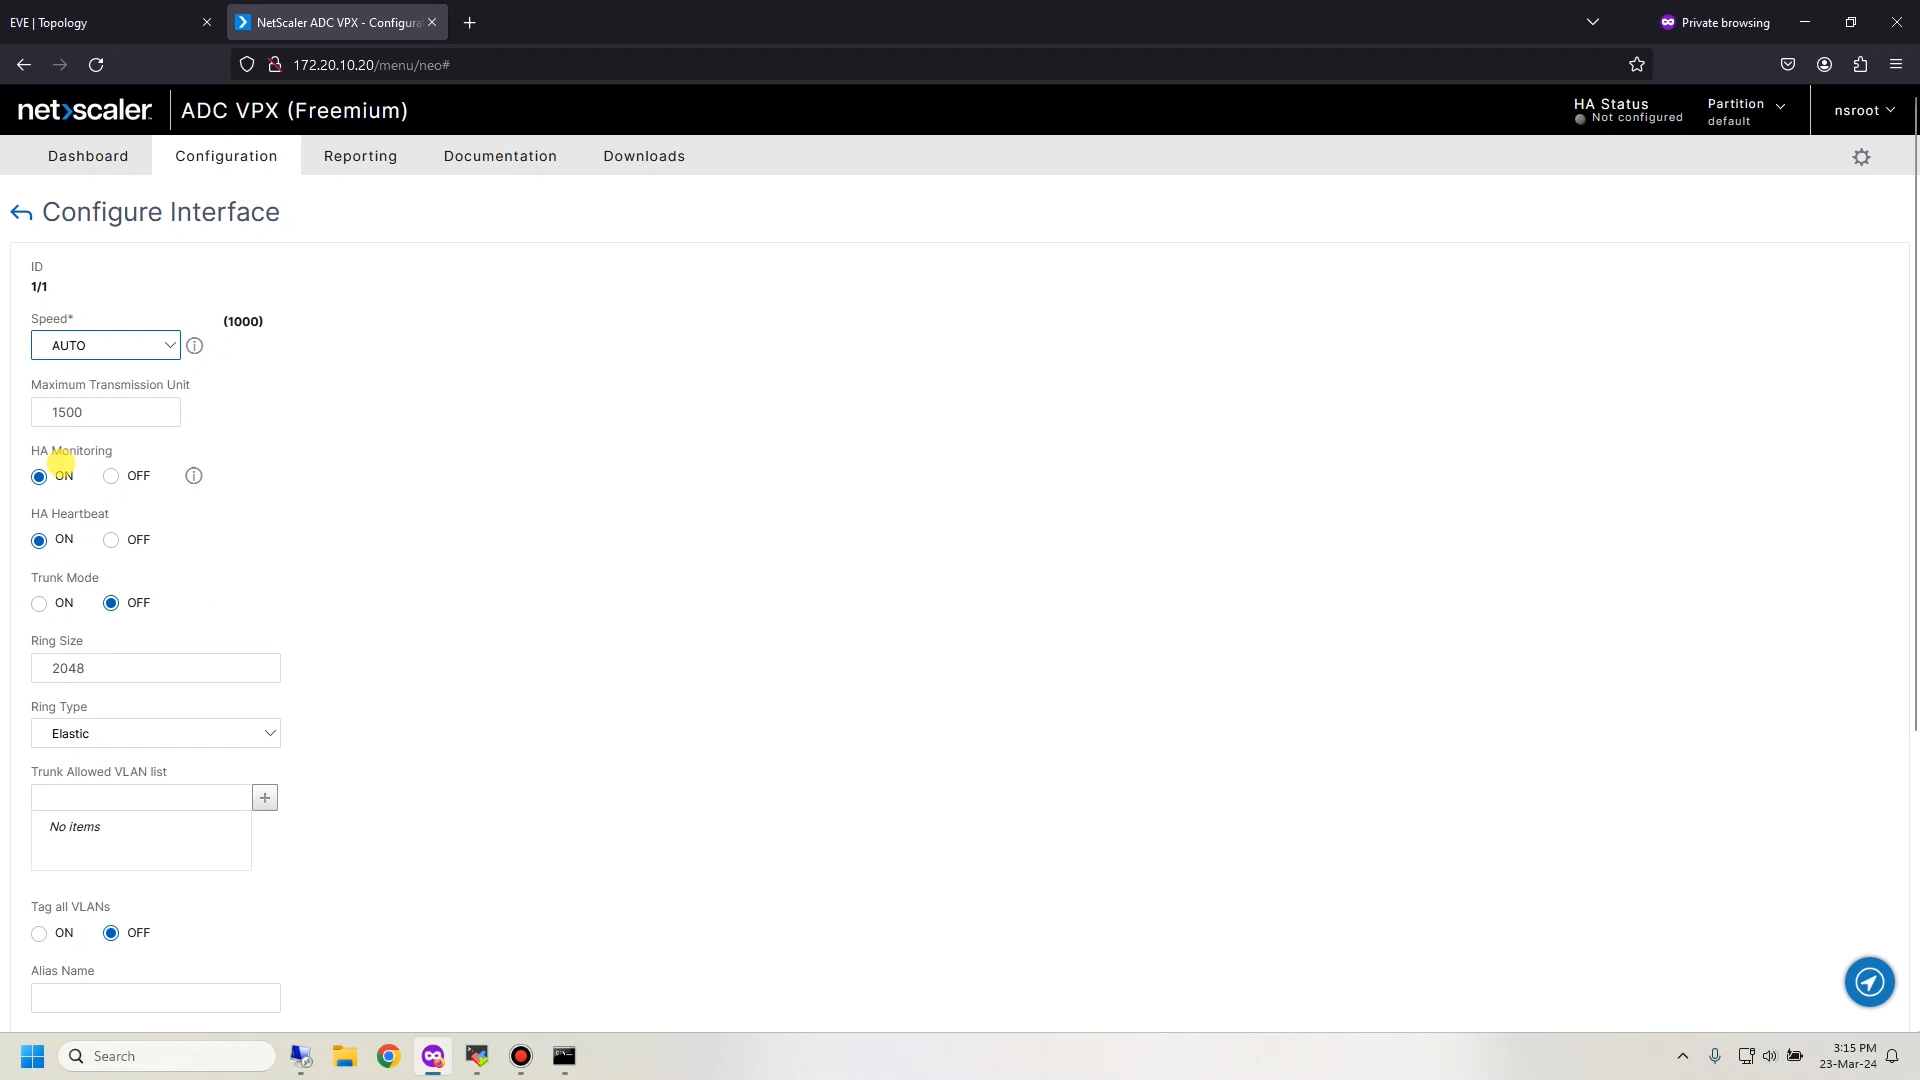 EVE | Topology
NetScaler ADC VPX - Configura
Private browsing
172.20.10.20/menu/neo#
net>scaler
ADC VPX (Freemium)
HA Status
Not configured
Partition
default
nsroot
Dashboard
Configuration
Reporting
Documentation
Downloads
Configure Interface
ID
1/1
Speed*
(1000)
AUTO
Maximum Transmission Unit
1500
HA Monitoring
ON OFF
HA Heartbeat
ON OFF
Trunk Mode
ON OFF
Ring Size
2048
Ring Type
Elastic
Trunk Allowed VLAN list
No items
Tag all VLANs
ON OFF
Alias Name
Search
3:15 PM
23-Mar-24